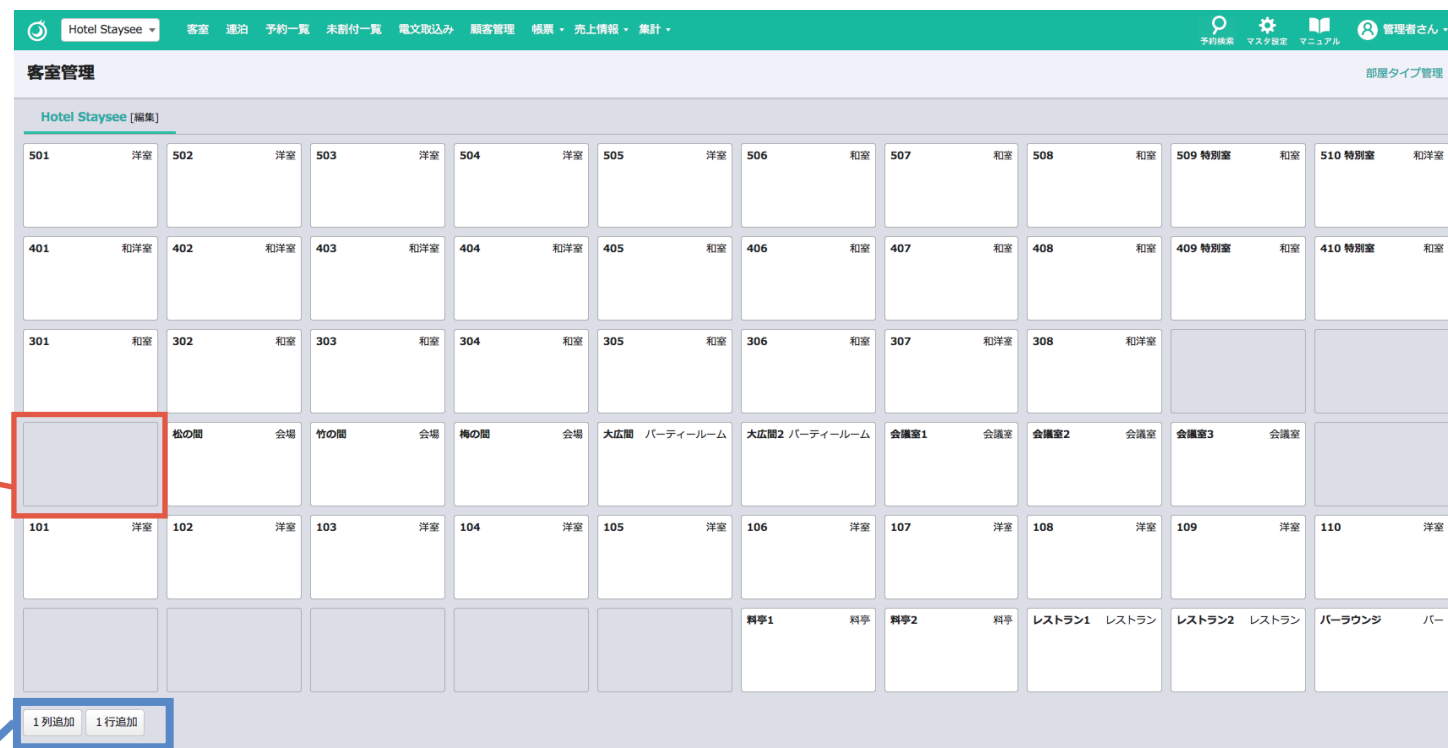 Hotel Staysee 客室 連泊 予約一覧 未割付一覧 電文取込み 顧客管理 帳票 売上情報 集計 予約検索 マスタ設定 マニュアル 管理者さん
客室管理 部屋タイプ管理
Hotel Staysee [編集]
501 洋室 502 洋室 503 洋室 504 洋室 505 洋室 506 和室 507 和室 508 和室 509 特別室 和室 510 特別室 和洋室
401 和洋室 402 和洋室 403 和洋室 404 和洋室 405 和室 406 和室 407 和室 408 和室 409 特別室 和室 410 特別室 和室
301 和室 302 和室 303 和室 304 和室 305 和室 306 和室 307 和洋室 308 和洋室
松の間 会場 竹の間 会場 梅の間 会場 大広間 パーティールーム 大広間2 パーティールーム 会議室1 会議室 会議室2 会議室 会議室3 会議室
101 洋室 102 洋室 103 洋室 104 洋室 105 洋室 106 洋室 107 洋室 108 洋室 109 洋室 110 洋室
料亭1 料亭 料亭2 料亭 レストラン1 レストラン レストラン2 レストラン バーラウンジ バー
1列追加 1行追加